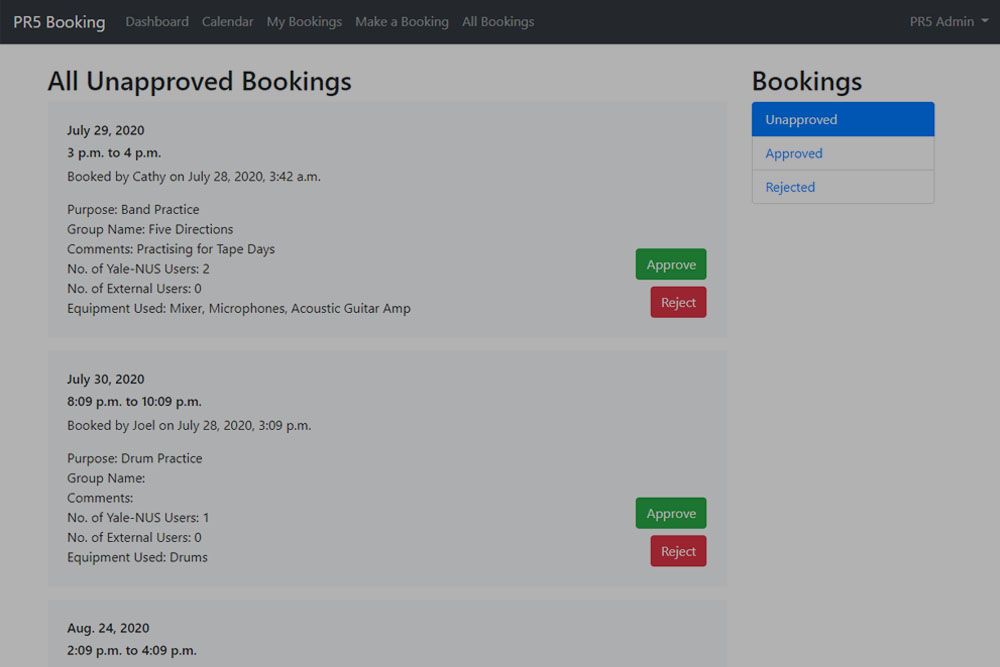 PR5 Booking Dashboard Calendar My Bookings Make a Booking All Bookings PR5 Admin
All Unapproved Bookings
July 29, 2020
3 p.m. to 4 p.m.
Booked by Cathy on July 28, 2020, 3:42 a.m.
Purpose: Band Practice
Group Name: Five Directions
Comments: Practising for Tape Days
No. of Yale-NUS Users: 2
No. of External Users: 0
Equipment Used: Mixer, Microphones, Acoustic Guitar Amp
Approve
Reject
July 30, 2020
8:09 p.m. to 10:09 p.m.
Booked by Joel on July 28, 2020, 3:09 p.m.
Purpose: Drum Practice
Group Name:
Comments:
No. of Yale-NUS Users: 1
No. of External Users: 0
Equipment Used: Drums
Approve
Reject
Aug. 24, 2020
2:09 p.m. to 4:09 p.m.
Bookings
Unapproved
Approved
Rejected